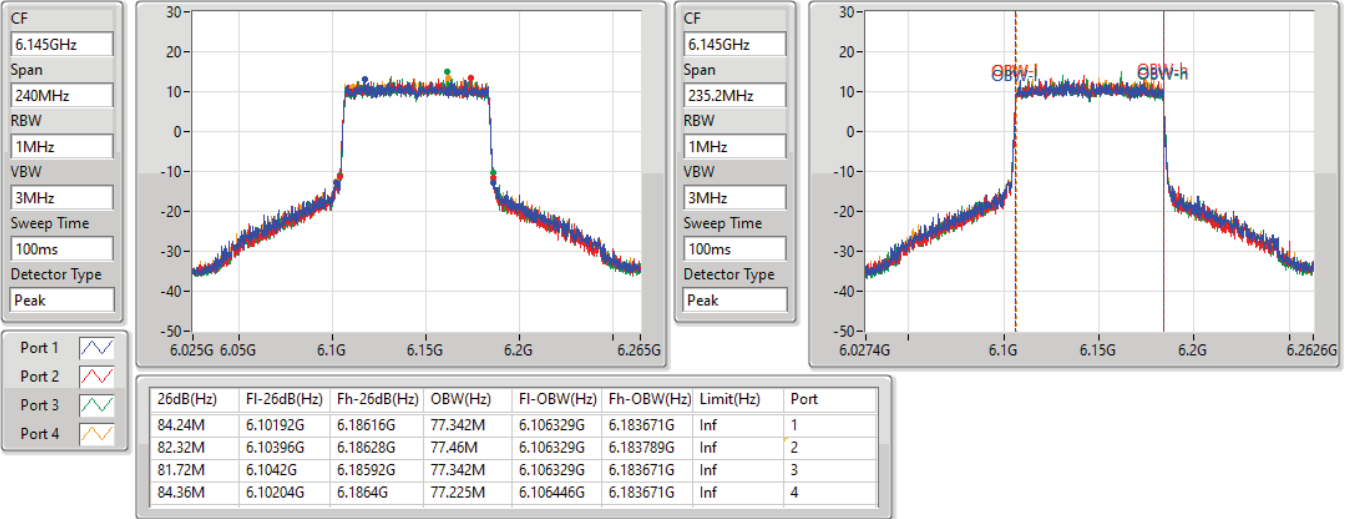 CF
6.145GHz
Span
240MHz
RBW
1MHz
VBW
3MHz
Sweep Time
100ms
Detector Type
Peak
30
20
10
0
-10
-20
-30
-40
-50
6.025G 6.05G 6.1G 6.15G 6.2G 6.265G
CF
6.145GHz
Span
235.2MHz
RBW
1MHz
VBW
3MHz
Sweep Time
100ms
Detector Type
Peak
30
20
10
0
-10
-20
-30
-40
-50
OBW-l OBW-h
6.0274G 6.1G 6.15G 6.2G 6.2626G
Port 1
Port 2
Port 3
Port 4
26dB(Hz) Fl-26dB(Hz) Fh-26dB(Hz) OBW(Hz) Fl-OBW(Hz) Fh-OBW(Hz) Limit(Hz) Port
84.24M 6.10192G 6.18616G 77.342M 6.106329G 6.183671G Inf 1
82.32M 6.10396G 6.18628G 77.46M 6.106329G 6.183789G Inf 2
81.72M 6.1042G 6.18592G 77.342M 6.106329G 6.183671G Inf 3
84.36M 6.10204G 6.1864G 77.225M 6.106446G 6.183671G Inf 4